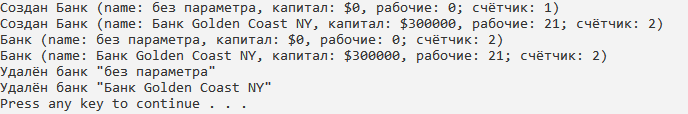 Создан Банк (name: без параметра, капитал: $0, рабочие: 0; счётчик: 1)
Создан Банк (name: Банк Golden Coast NY, капитал: $300000, рабочие: 21; счётчик: 2)
Банк (name: без параметра, капитал: $0, рабочие: 0; счётчик: 2)
Банк (name: Банк Golden Coast NY, капитал: $300000, рабочие: 21; счётчик: 2)
Удалён банк "без параметра"
Удалён банк "Банк Golden Coast NY"
Press any key to continue . . .